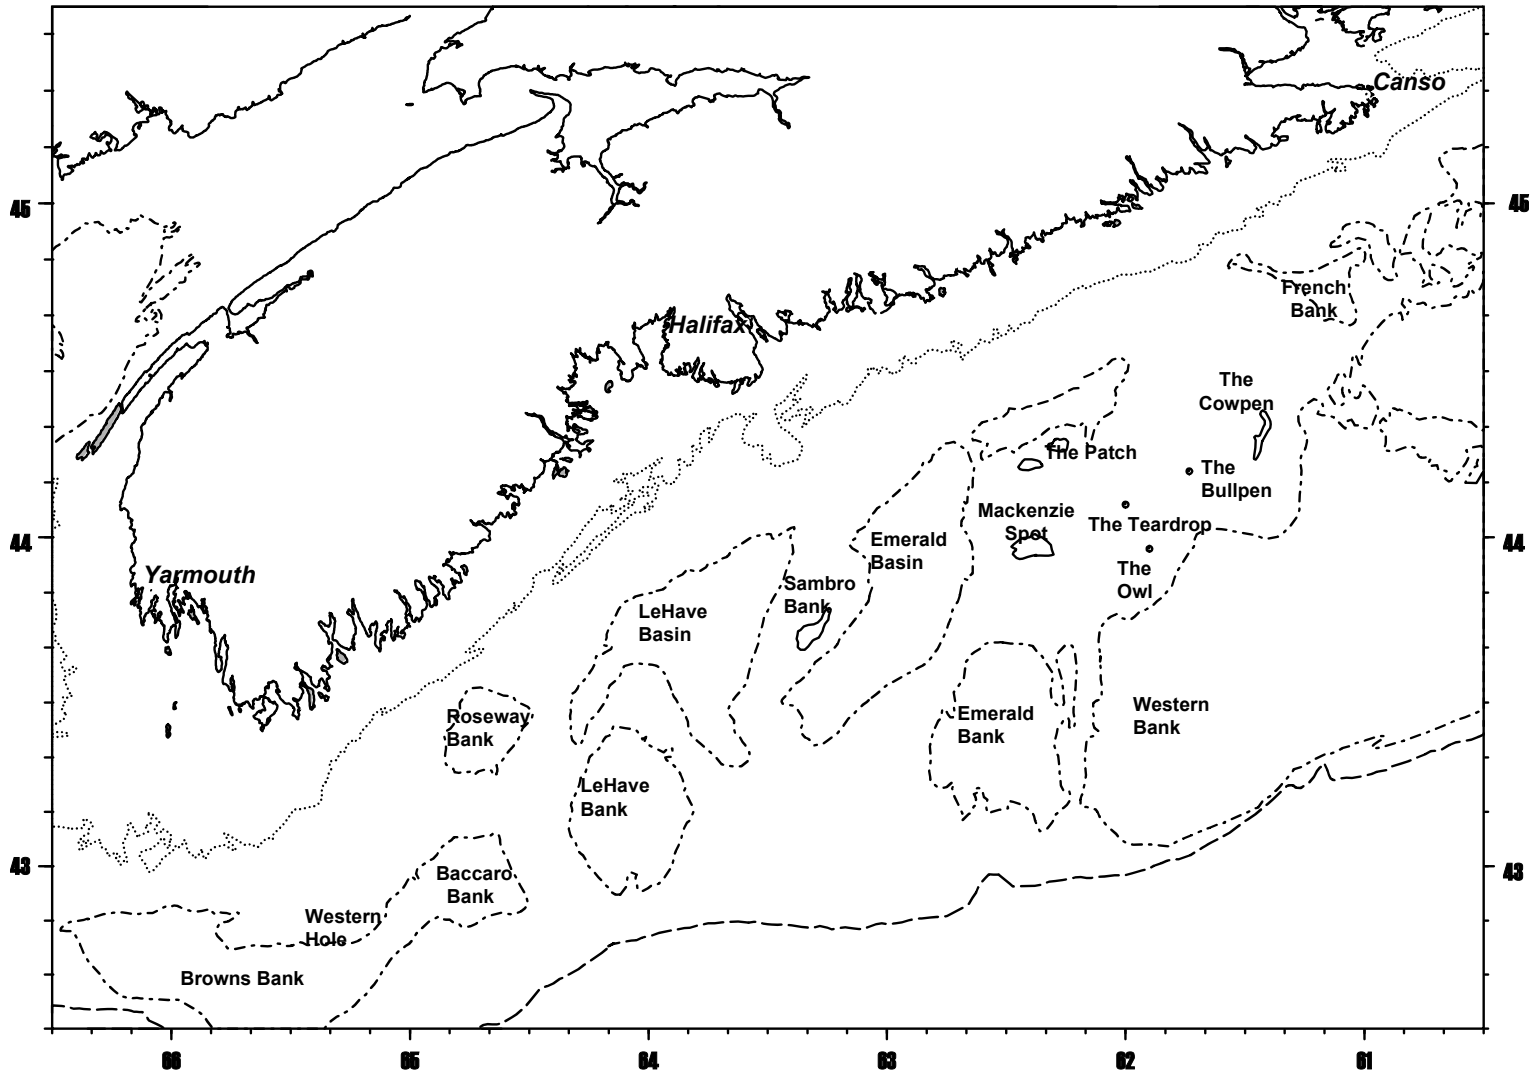 Canso
45
45
French
Bank
Halifax
The
Cowpen
The Patch
The
Bullpen
Mackenzie
Spot
The Teardrop
44
44
Emerald
Basin
The
Owl
Yarmouth
Sambro
Bank
LeHave
Basin
Roseway
Bank
Emerald
Bank
Western
Bank
LeHave
Bank
43
43
Baccaro
Bank
Western
Hole
Browns Bank
66
65
64
63
62
61